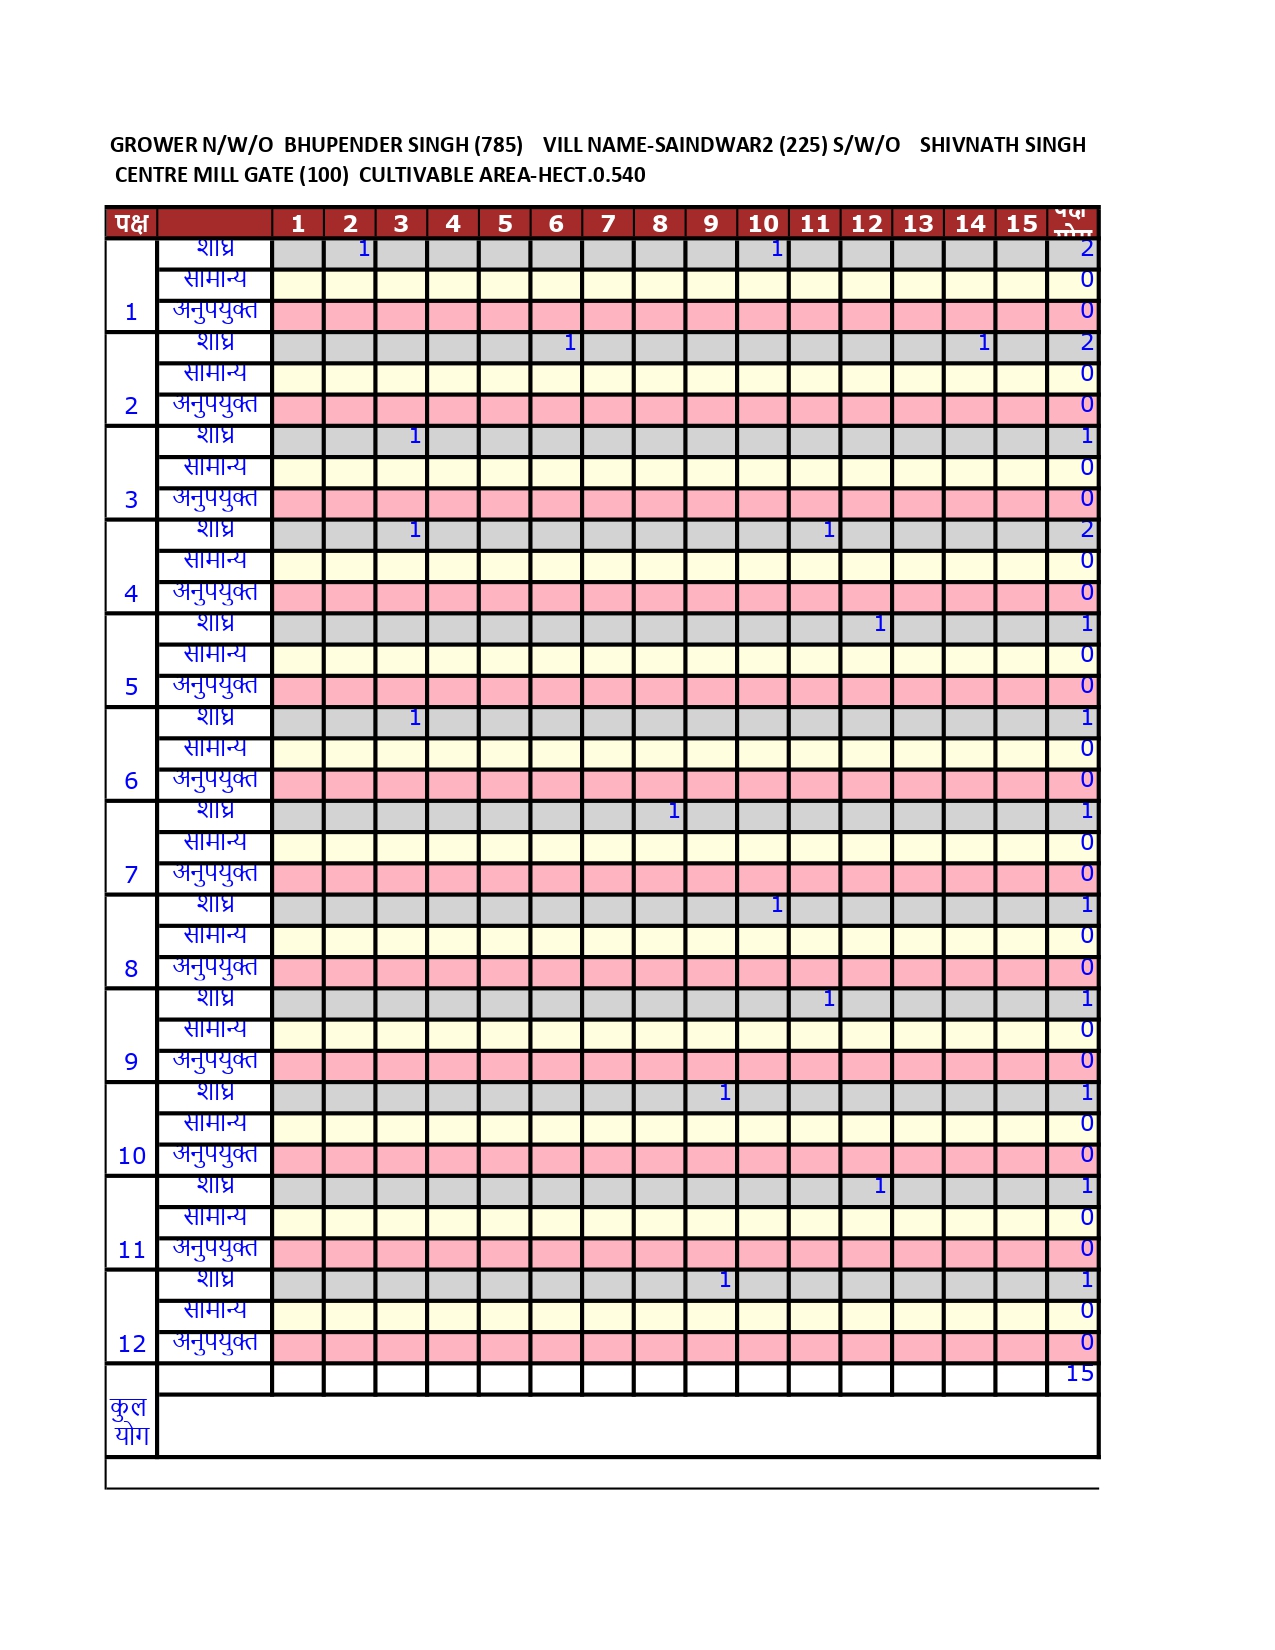 GROWER N/W/O BHUPENDER SINGH (785) VILL NAME-SAINDWAR2 (225) S/W/O SHIVNATH SINGH
CENTRE MILL GATE (100) CULTIVABLE AREA-HECT.0.540
पक्ष 1 2 3 4 5 6 7 8 9 10 11 12 13 14 15
शीघ्र 1 1 2
सामान्य 0
1 अनुपयुक्त 0
शीघ्र 1 1 2
सामान्य 0
2 अनुपयुक्त 0
शीघ्र 1 1
सामान्य 0
3 अनुपयुक्त 0
शीघ्र 1 1 2
सामान्य 0
4 अनुपयुक्त 0
शीघ्र 1 1
सामान्य 0
5 अनुपयुक्त 0
शीघ्र 1 1
सामान्य 0
6 अनुपयुक्त 0
शीघ्र 1 1
सामान्य 0
7 अनुपयुक्त 0
शीघ्र 1 1
सामान्य 0
8 अनुपयुक्त 0
शीघ्र 1 1
सामान्य 0
9 अनुपयुक्त 0
शीघ्र 1 1
सामान्य 0
10 अनुपयुक्त 0
शीघ्र 1 1
सामान्य 0
11 अनुपयुक्त 0
शीघ्र 1 1
सामान्य 0
12 अनुपयुक्त 0
15
कुल
योग